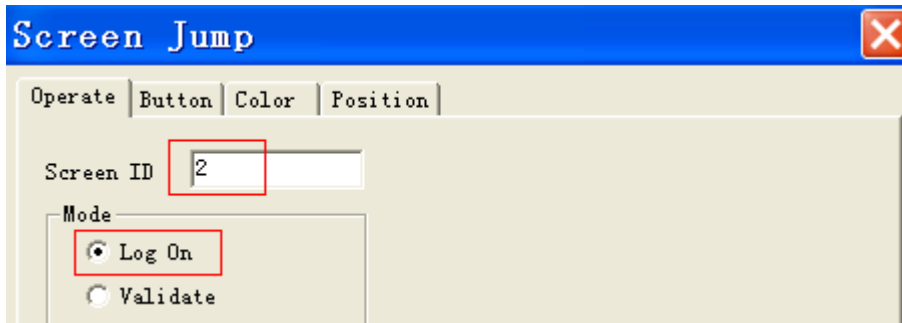 Screen Jump
Operate Button Color Position
Screen ID 2
Mode
Log On
Validate